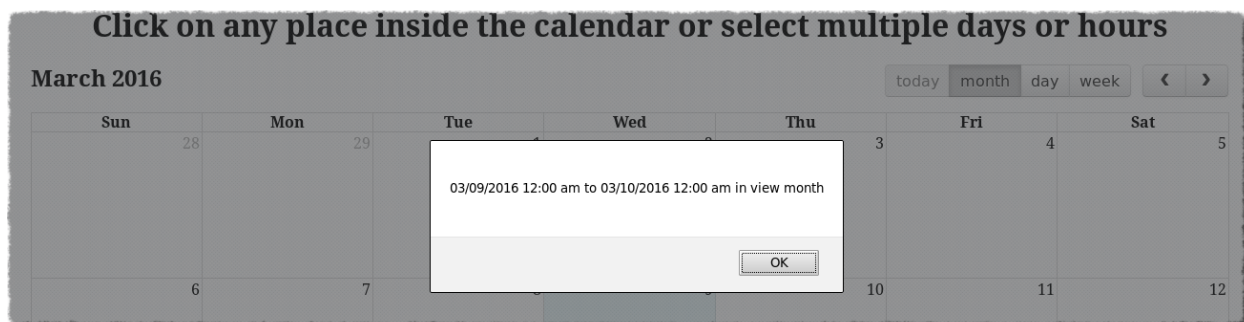 Click on any place inside the calendar or select multiple days or hours
March 2016 today month day week ‹ ›
Sun Mon Tue Wed Thu Fri Sat
28 29 3 4 5
03/09/2016 12:00 am to 03/10/2016 12:00 am in view month
OK
6 7 10 11 12